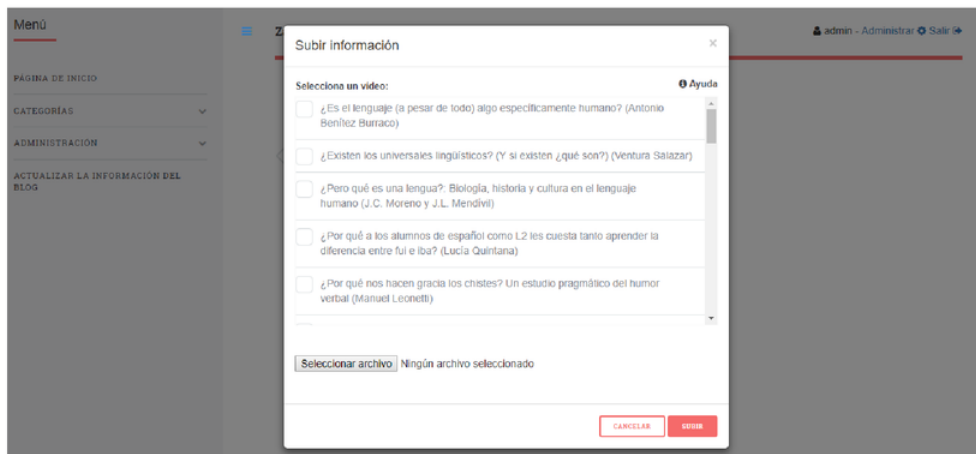 Menú
Z
admin - Administrar Salir
PÁGINA DE INICIO
CATEGORÍAS
ADMINISTRACIÓN
ACTUALIZAR LA INFORMACIÓN DEL
BLOG
Subir información
×
Selecciona un vídeo:
Ayuda
¿Es el lenguaje (a pesar de todo) algo específicamente humano? (Antonio
Benítez Burraco)
¿Existen los universales lingüísticos? (Y si existen ¿qué son?) (Ventura Salazar)
¿Pero qué es una lengua?: Biología, historia y cultura en el lenguaje
humano (J.C. Moreno y J.L. Mendívil)
¿Por qué a los alumnos de español como L2 les cuesta tanto aprender la
diferencia entre fui e iba? (Lucía Quintana)
¿Por qué nos hacen gracia los chistes? Un estudio pragmático del humor
verbal (Manuel Leonetti)
Seleccionar archivo Ningún archivo seleccionado
CANCELAR
SUBIR